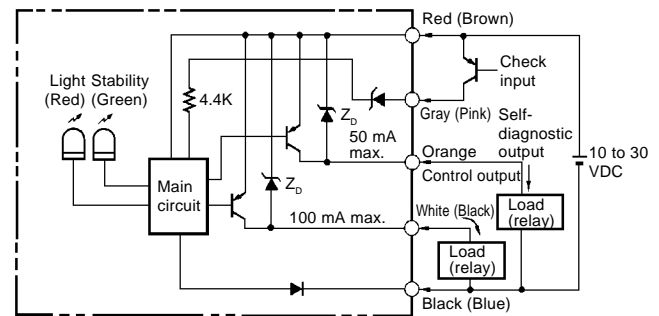 Red (Brown)
Check
input
Light Stability
(Red) (Green)
4.4K
Gray (Pink)
Self-
diagnostic
output
Z_D
50 mA
max.
Orange
Control output
10 to 30
VDC
Main
circuit
Z_D
100 mA max.
White (Black)
Load
(relay)
Load
(relay)
Black (Blue)